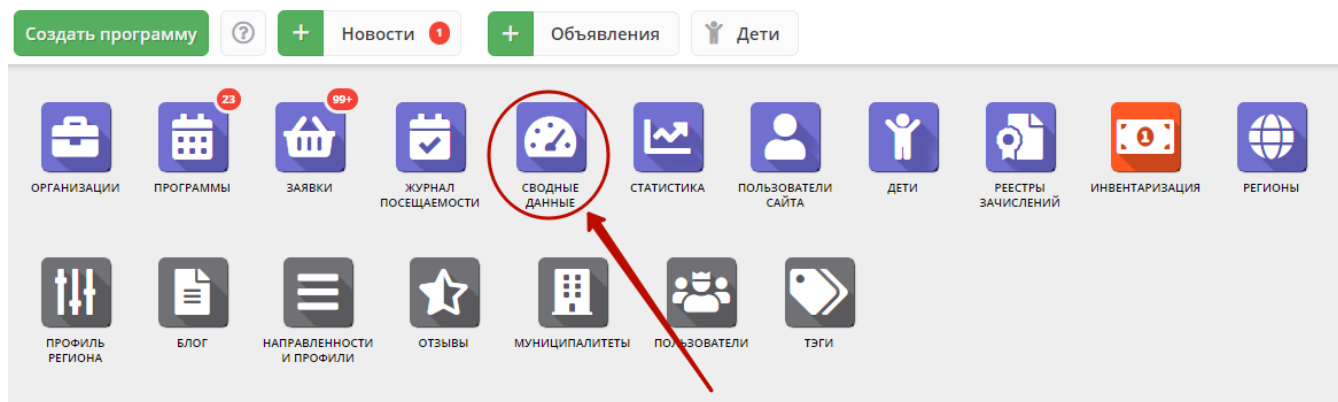 Создать программу ? + Новости 1 + Объявления Дети
23 99+
1
ОРГАНИЗАЦИИ ПРОГРАММЫ ЗАЯВКИ ЖУРНАЛ ПОСЕЩАЕМОСТИ СВОДНЫЕ ДАННЫЕ СТАТИСТИКА ПОЛЬЗОВАТЕЛИ САЙТА ДЕТИ РЕЕСТРЫ ЗАЧИСЛЕНИЙ ИНВЕНТАРИЗАЦИЯ РЕГИОНЫ
ПРОФИЛЬ РЕГИОНА БЛОГ НАПРАВЛЕННОСТИ И ПРОФИЛИ ОТЗЫВЫ МУНИЦИПАЛИТЕТЫ ПОЛЬЗОВАТЕЛИ ТЭГИ